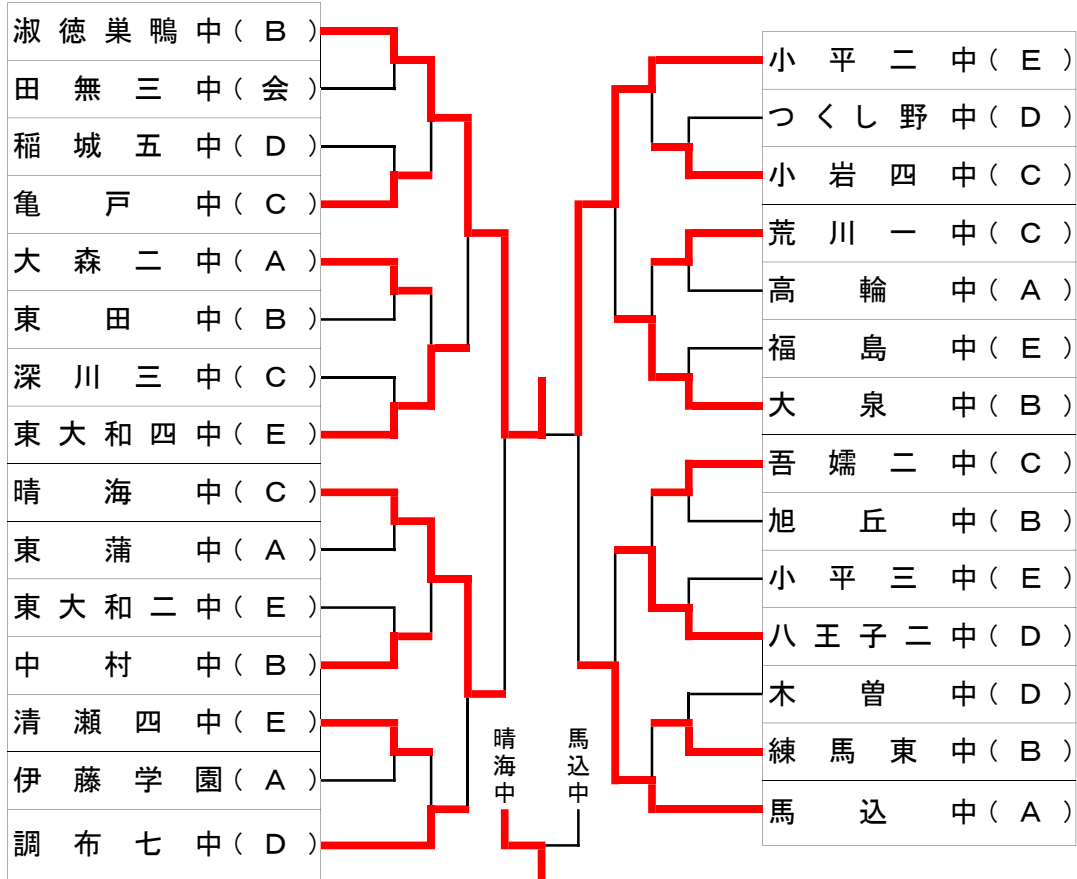 淑徳巣鴨中（B）
田無三中（会）
稲城五中（D）
亀戸中（C）
大森二中（A）
東田中（B）
深川三中（C）
東大和四中（E）
晴海中（C）
東蒲中（A）
東大和二中（E）
中村中（B）
清瀬四中（E）
伊藤学園（A）
調布七中（D）
晴海中
馬込中
小平二中（E）
つくし野中（D）
小岩四中（C）
荒川一中（C）
高輪中（A）
福島中（E）
大泉中（B）
吾嬬二中（C）
旭丘中（B）
小平三中（E）
八王子二中（D）
木曽中（D）
練馬東中（B）
馬込中（A）